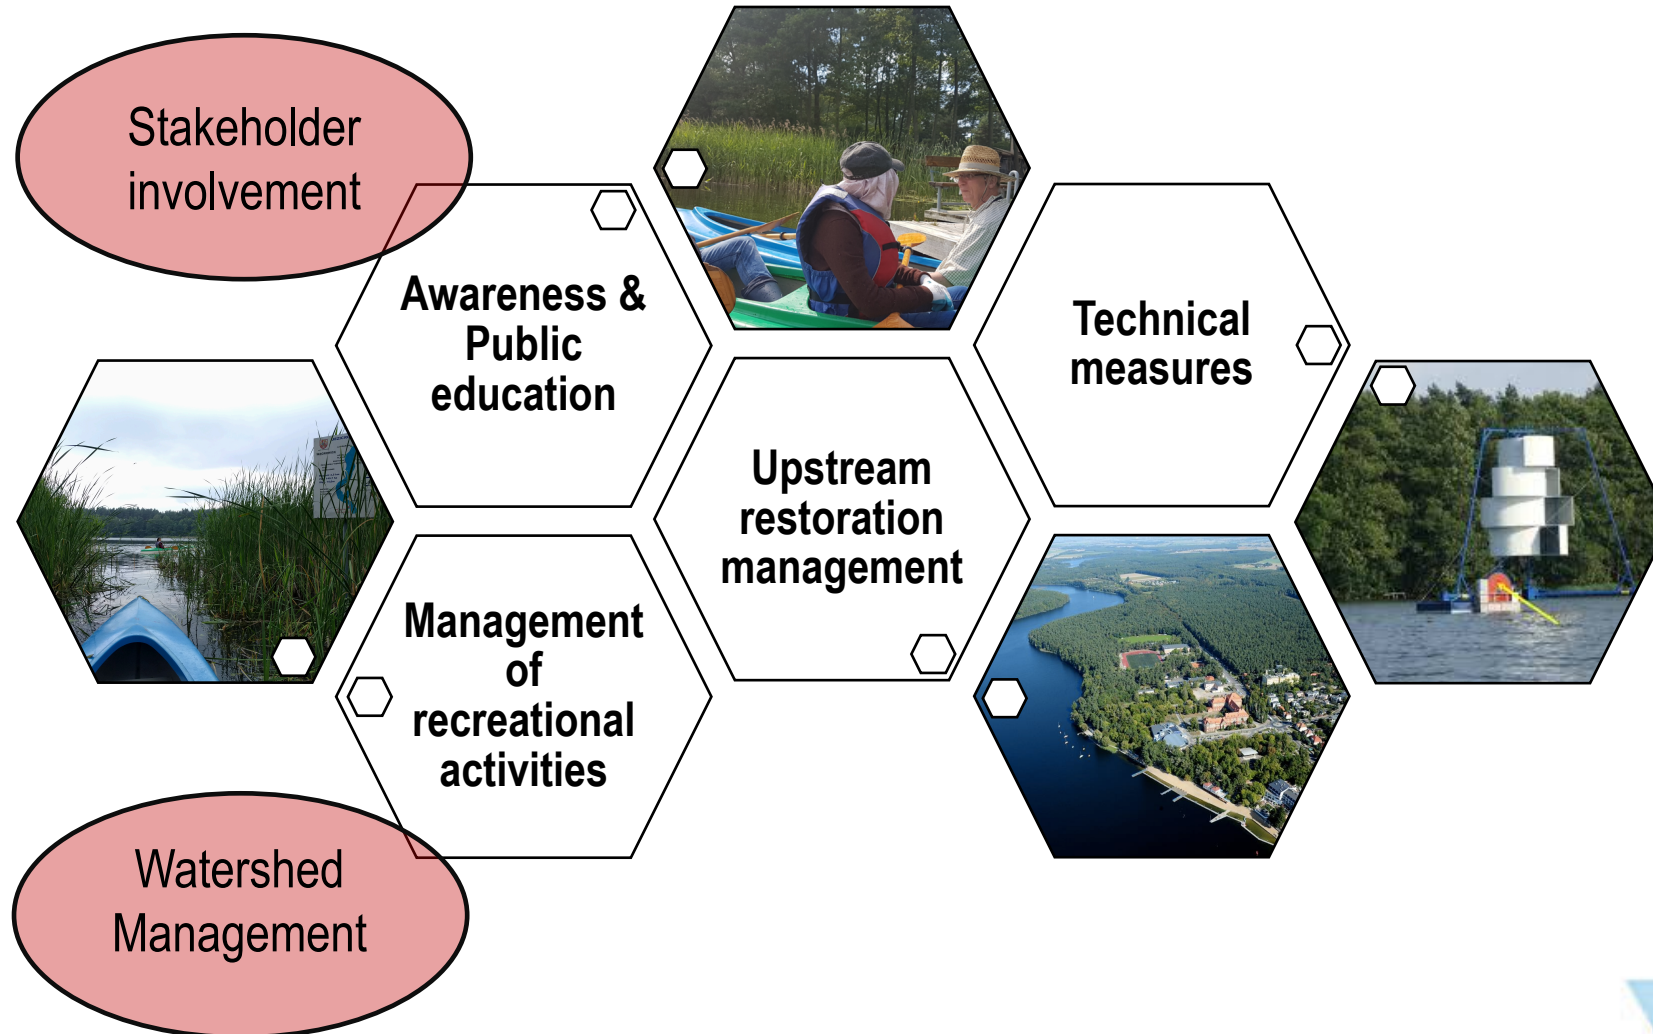 Stakeholder
involvement
Awareness &
Public
education
Technical
measures
Upstream
restoration
management
Management
of
recreational
activities
Watershed
Management